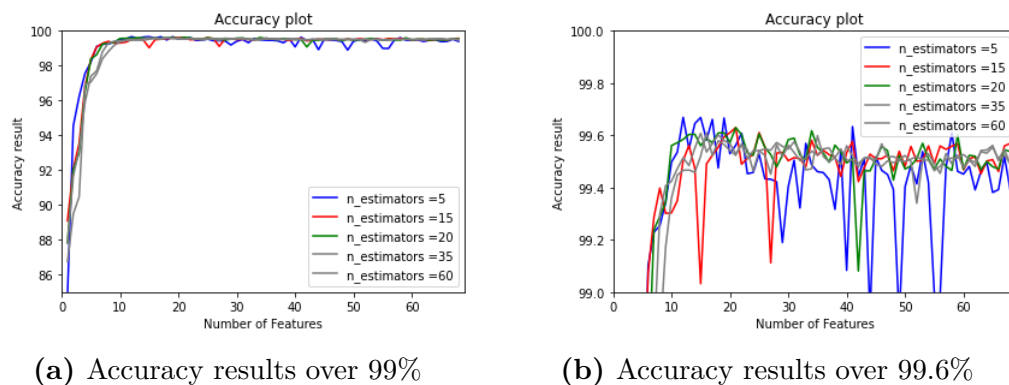 Accuracy plot
100
98
96
94
92
90
88
86
Accuracy result
n_estimators =5
n_estimators =15
n_estimators =20
n_estimators =35
n_estimators =60
0
10
20
30
40
50
60
Number of Features
(a) Accuracy results over 99%
Accuracy plot
100.0
99.8
99.6
99.4
99.2
99.0
Accuracy result
n_estimators =5
n_estimators =15
n_estimators =20
n_estimators =35
n_estimators =60
0
10
20
30
40
50
60
Number of Features
(b) Accuracy results over 99.6%